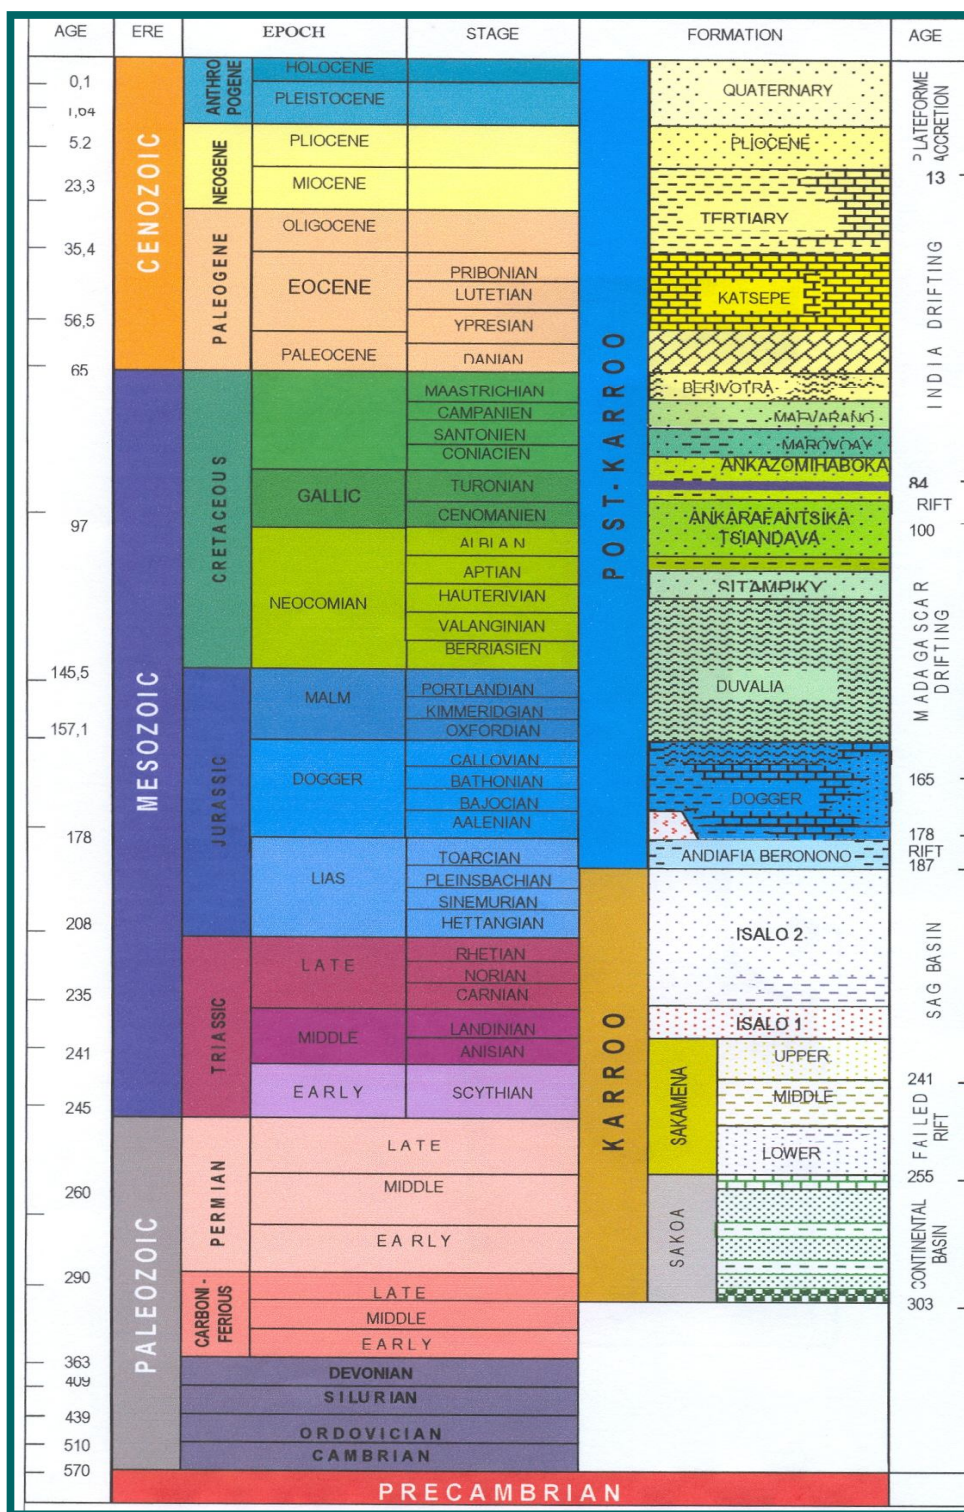 AGE ERE EPOCH STAGE FORMATION AGE
0,1
1,64
5.2
23,3
35,4
56,5
65
97
145,5
157,1
178
208
235
241
245
260
290
363
409
439
510
570
CENOZOIC
MESOZOIC
PALEOZOIC
ANTHRO
POGENE
NEOGENE
PALEOGENE
CRETACEOUS
JURASSIC
TRIASSIC
PERMIAN
CARBONI-
FERIOUS
HOLOCENE
PLEISTOCENE
PLIOCENE
MIOCENE
OLIGOCENE
EOCENE
PALEOCENE
GALLIC
NEOCOMIAN
MALM
DOGGER
LIAS
LATE
MIDDLE
EARLY
LATE
MIDDLE
EARLY
LATE
MIDDLE
EARLY
DEVONIAN
SILURIAN
ORDOVICIAN
CAMBRIAN
PRECAMBRIAN
PRIBONIAN
LUTETIAN
YPRESIAN
DANIAN
MAASTRICHIAN
CAMPANIEN
SANTONIEN
CONIACIEN
TURONIAN
CENOMANIEN
ALBIAN
APTIAN
HAUTERIVIAN
VALANGINIAN
BERRIASIEN
PORTLANDIAN
KIMMERIDGIAN
OXFORDIAN
CALLOVIAN
BATHONIAN
BAJOCIAN
AALENIAN
TOARCIAN
PLEINSBACHIAN
SINEMURIAN
HETTANGIAN
RHETIAN
NORIAN
CARNIAN
LANDINIAN
ANISIAN
SCYTHIAN
POST-KARROO
KARROO
QUATERNARY
PLIOCENE
TERTIARY
KATSEPE
BERIVOTRA
MAEVARANO
MAROVOAY
ANKAZOMIHABOKA
ANKARAFANTSIKA
TSIANDAVA
SITAMPIKY
DUVALIA
DOGGER
ANDIAFIA BERONONO
ISALO 2
ISALO 1
SAKAMENA
UPPER
MIDDLE
LOWER
SAKOA
PLATEFORME
ACCRETION
13
INDIA DRIFTING
84
RIFT
100
MADAGASCAR
DRIFTING
165
178
RIFT
187
SAG BASIN
241
FAILED
RIFT
255
CONTINENTAL
BASIN
303